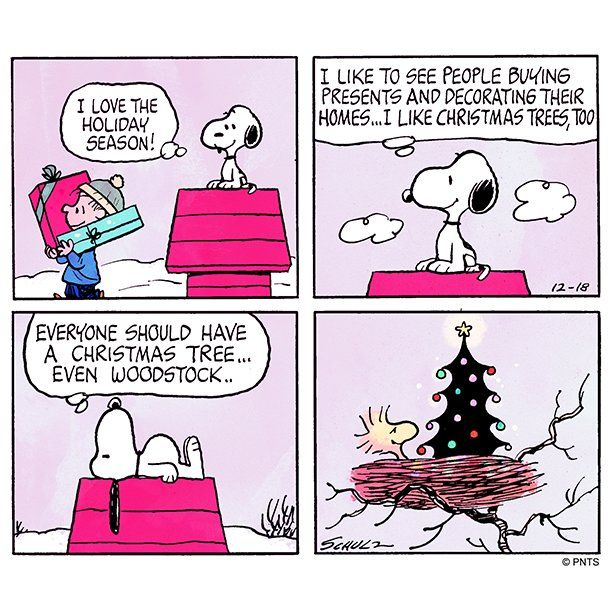 I LOVE THE
HOLIDAY
SEASON!
I LIKE TO SEE PEOPLE BUYING
PRESENTS AND DECORATING THEIR
HOMES...I LIKE CHRISTMAS TREES, TOO
12-18
EVERYONE SHOULD HAVE
A CHRISTMAS TREE...
EVEN WOODSTOCK..
SCHULZ
© PNTS